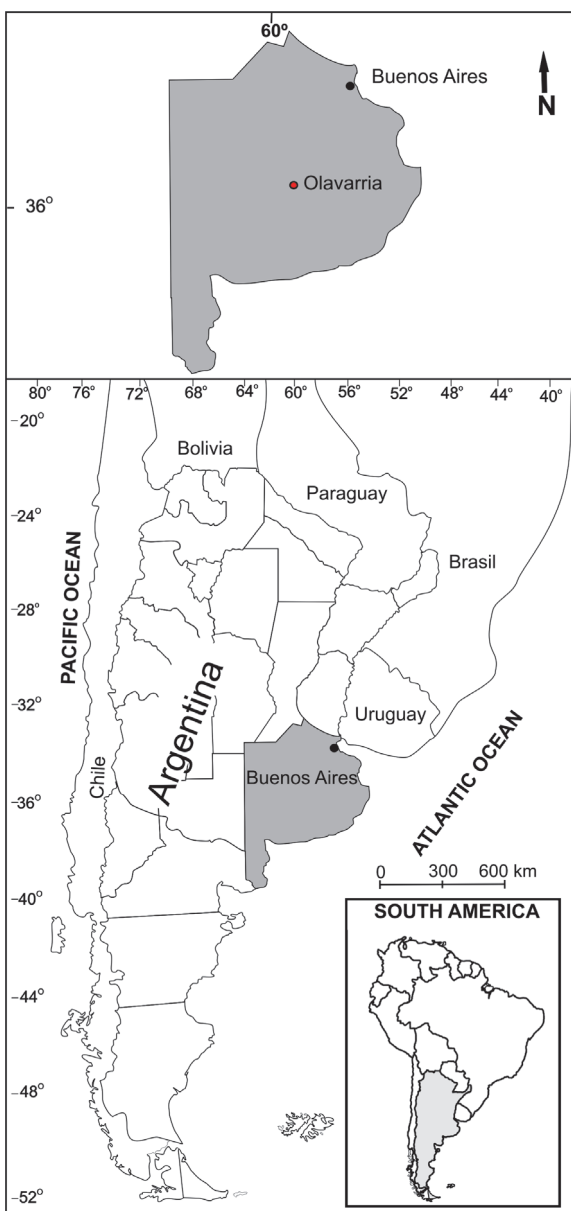 60°
Buenos Aires
N
Olavarria
36°
80° 76° 72° 68° 64° 60° 56° 52° 48° 44° 40°
–20°
Bolivia
Paraguay
–24°
Brasil
PACIFIC OCEAN
–28°
Argentina
–32°
Uruguay
Chile
Buenos Aires
ATLANTIC OCEAN
–36°
0 300 600 km
–40°
SOUTH AMERICA
–44°
–48°
–52°